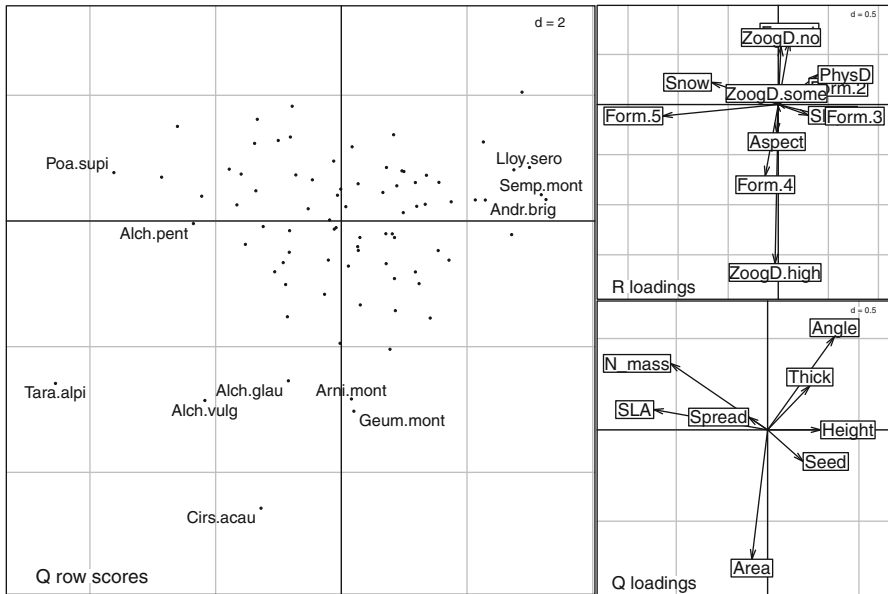 d = 2
Poa.supi
Lloy.sero
Semp.mont
Andr.brig
Alch.pent
Tara.alpi
Alch.glau
Arni.mont
Alch.vulg
Geum.mont
Cirs.acau
Q row scores
d = 0.5
ZoogD.no
PhysD
Snow
Form.2
ZoogD.some
Form.5
Form.3
Aspect
Form.4
ZoogD.high
R loadings
d = 0.5
Angle
N_mass
Thick
SLA
Spread
Height
Seed
Area
Q loadings